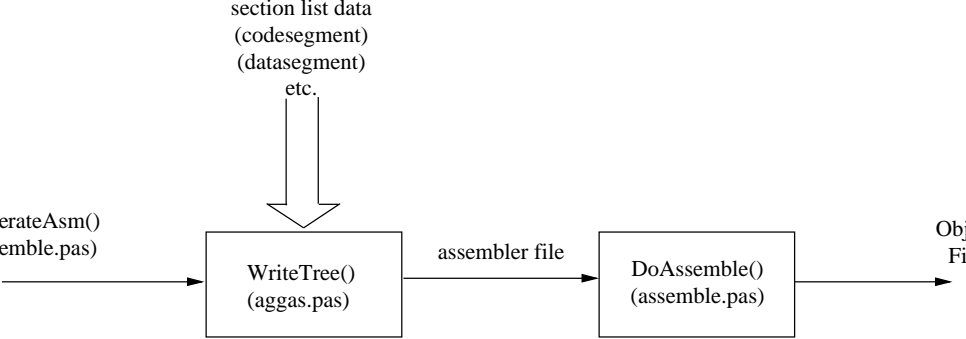 section list data
(codesegment)
(datasegment)
etc.
erateAsm()
emble.pas)
WriteTree()
(aggas.pas)
assembler file
DoAssemble()
(assemble.pas)
Obj
Fi